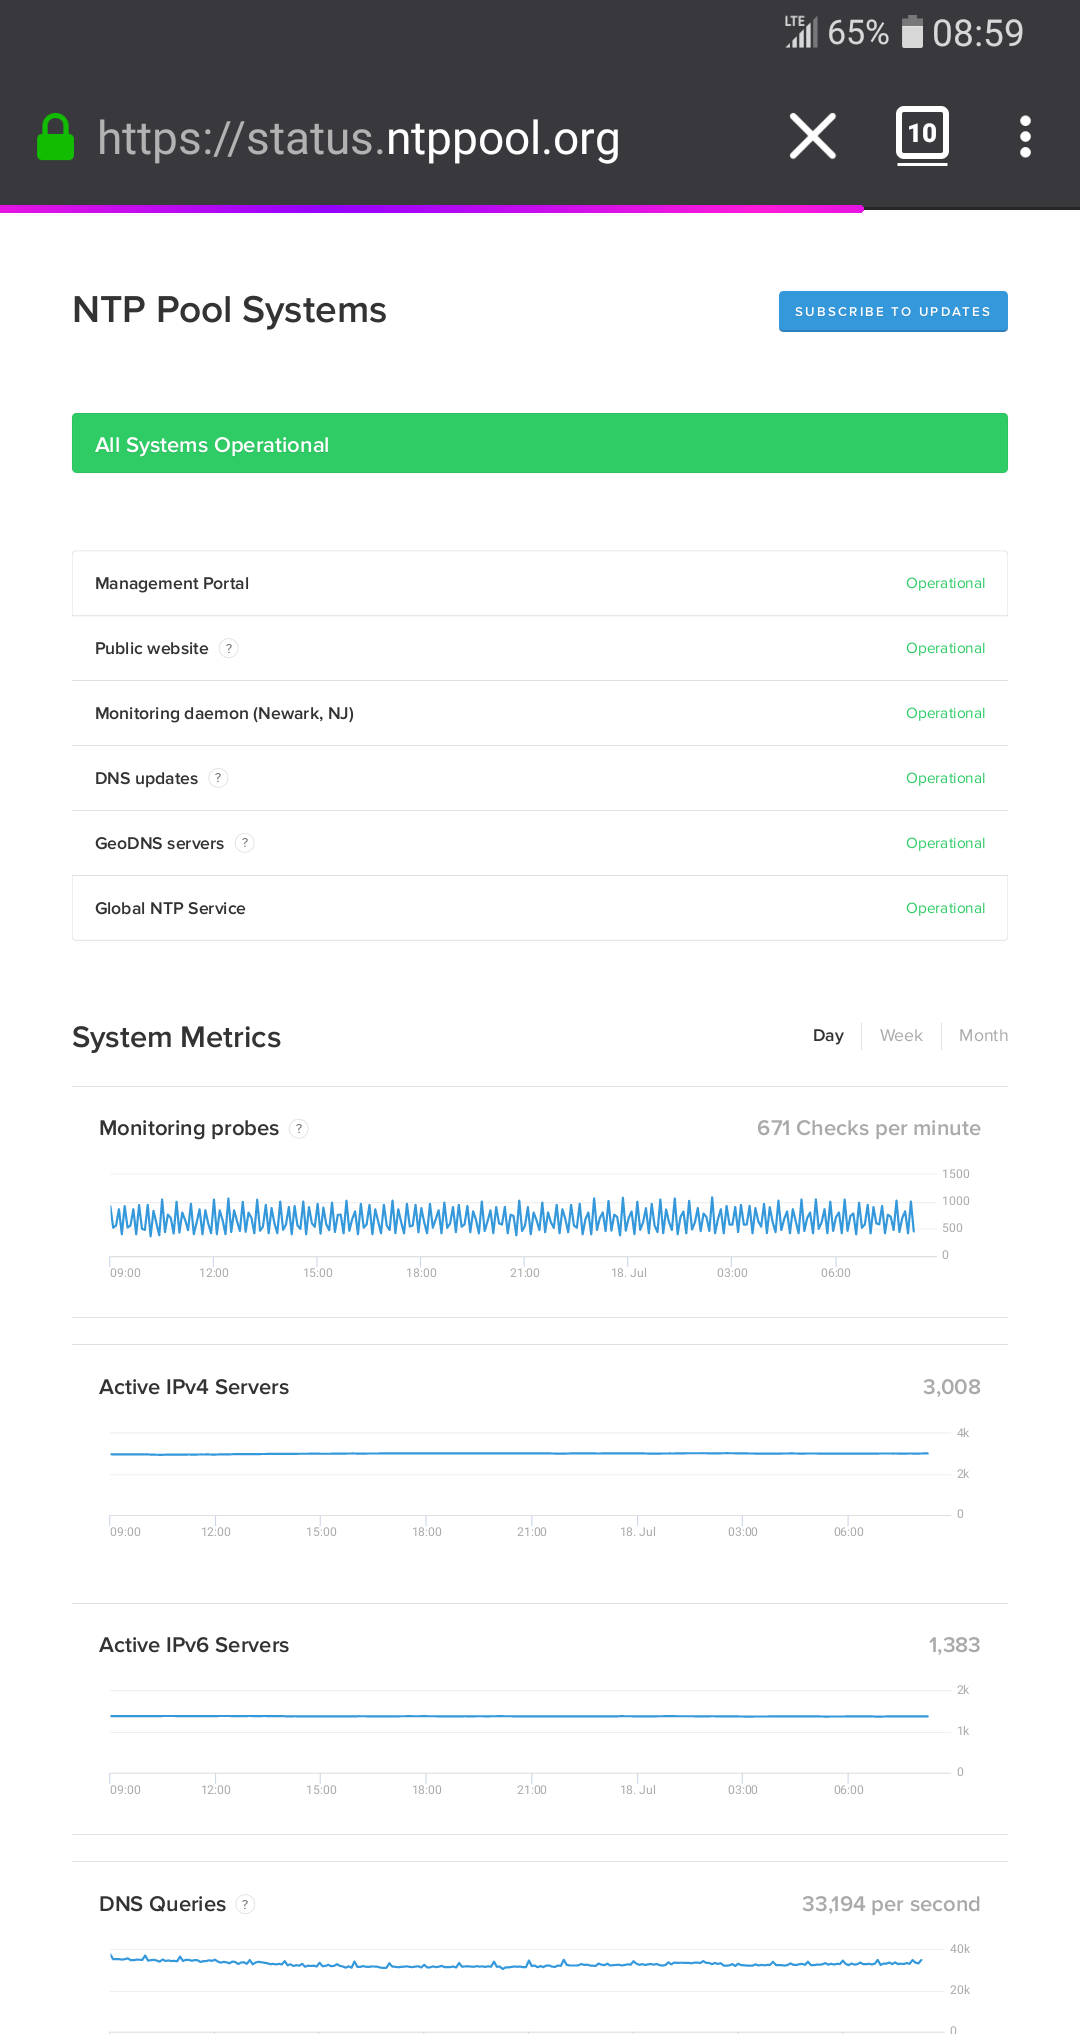 LTE 65% 08:59
https://status.ntppool.org 10
NTP Pool Systems
SUBSCRIBE TO UPDATES
All Systems Operational
Management Portal Operational
Public website ? Operational
Monitoring daemon (Newark, NJ) Operational
DNS updates ? Operational
GeoDNS servers ? Operational
Global NTP Service Operational
System Metrics Day Week Month
Monitoring probes ? 671 Checks per minute
1500
1000
500
0
09:00 12:00 15:00 18:00 21:00 18. Jul 03:00 06:00
Active IPv4 Servers 3,008
4k
2k
0
09:00 12:00 15:00 18:00 21:00 18. Jul 03:00 06:00
Active IPv6 Servers 1,383
2k
1k
0
09:00 12:00 15:00 18:00 21:00 18. Jul 03:00 06:00
DNS Queries ? 33,194 per second
40k
20k
0